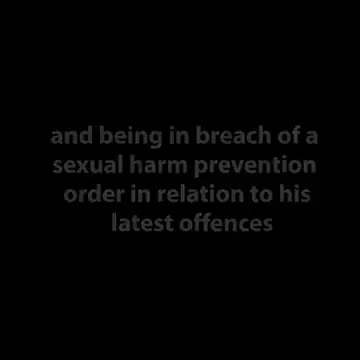 and being in breach of a
sexual harm prevention
order in relation to his
latest offences